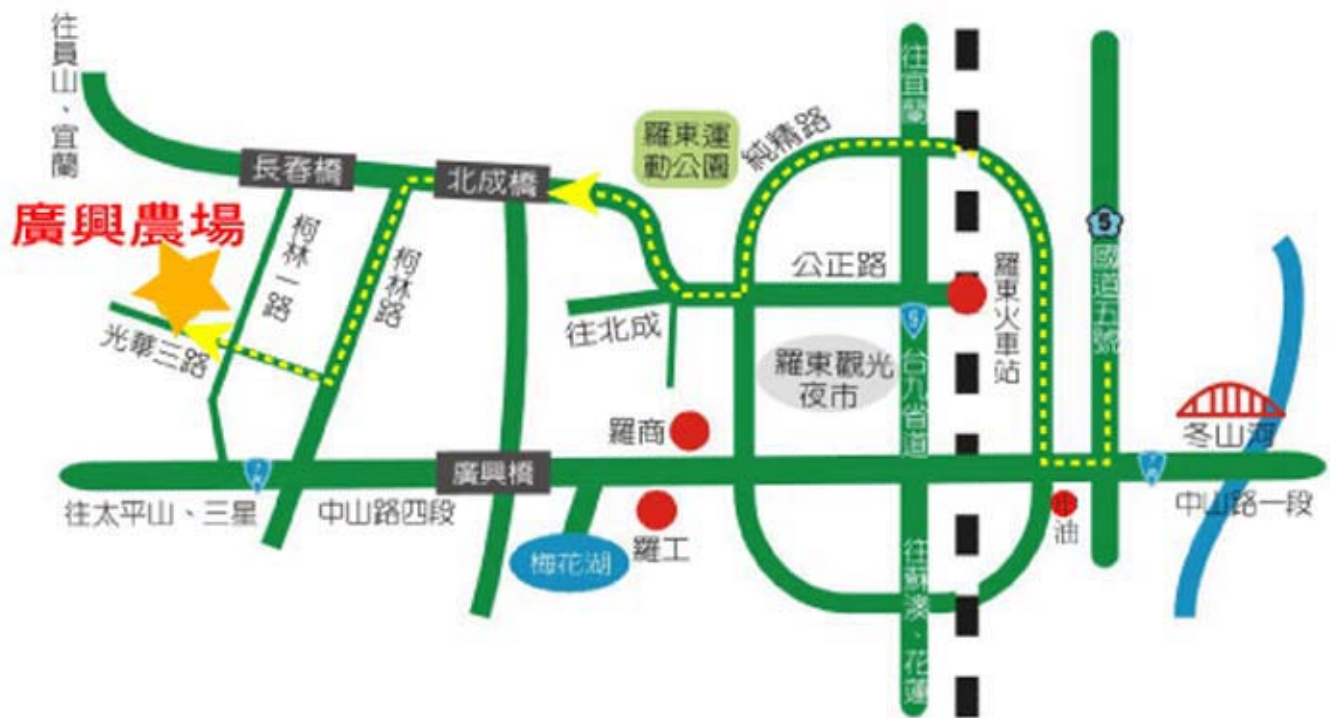 往員山、宜蘭
往宜蘭
羅東運
動公園
純精路
長春橋
北成橋
5
廣興農場
柯林一路
柯林路
公正路
羅東火車站
國道五號
光華三路
往北成
9
台九省道
羅東觀光
夜市
羅商
冬山河
廣興橋
往太平山、三星
中山路四段
中油
中山路一段
梅花湖
羅工
往蘇澳、花蓮